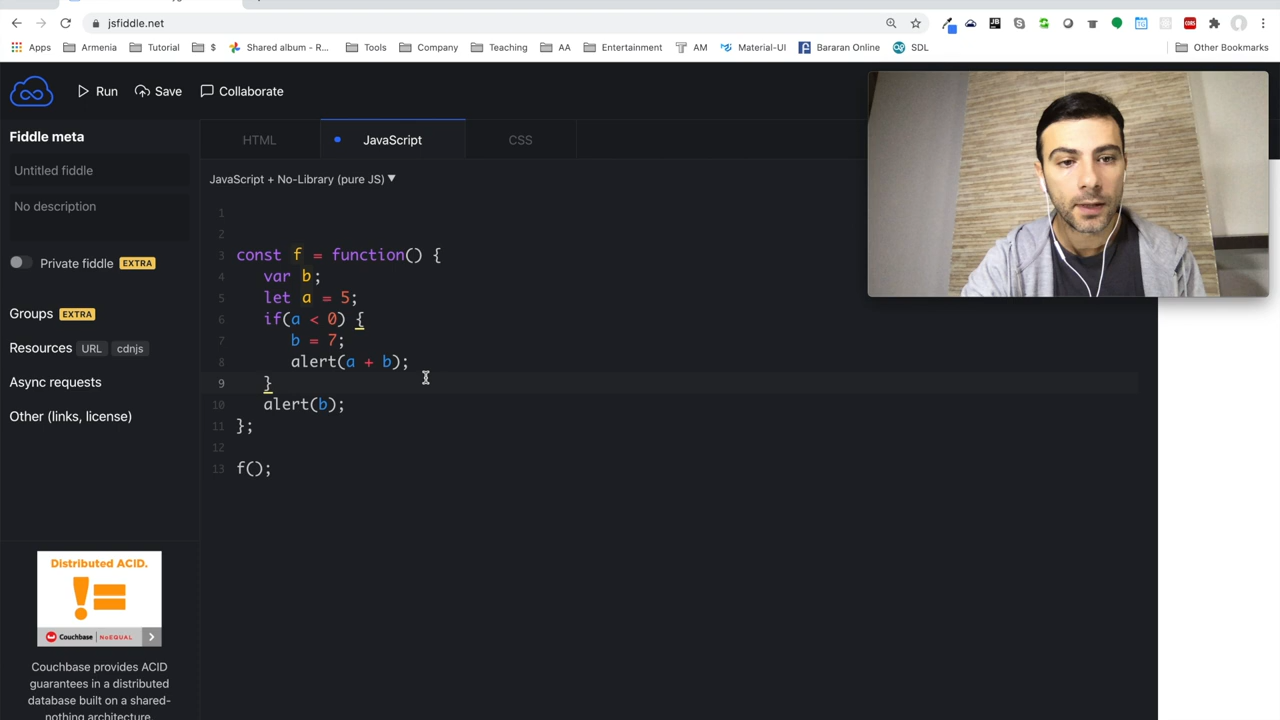 jsfiddle.net
Apps Armenia Tutorial $ Shared album - R... Tools Company Teaching AA Entertainment AM Material-UI Bararan Online SDL Other Bookmarks
Run Save Collaborate
Fiddle meta
Untitled fiddle
No description
Private fiddle EXTRA
Groups EXTRA
Resources URL cdnjs
Async requests
Other (links, license)
Distributed ACID.
!=
Couchbase NoEQUAL
Couchbase provides ACID
guarantees in a distributed
database built on a shared-
nothing architecture.
HTML JavaScript CSS
JavaScript + No-Library (pure JS) ▼
1
2
3 const f = function() {
4 var b;
5 let a = 5;
6 if(a < 0) {
7 b = 7;
8 alert(a + b);
9 }
10 alert(b);
11 };
12
13 f();